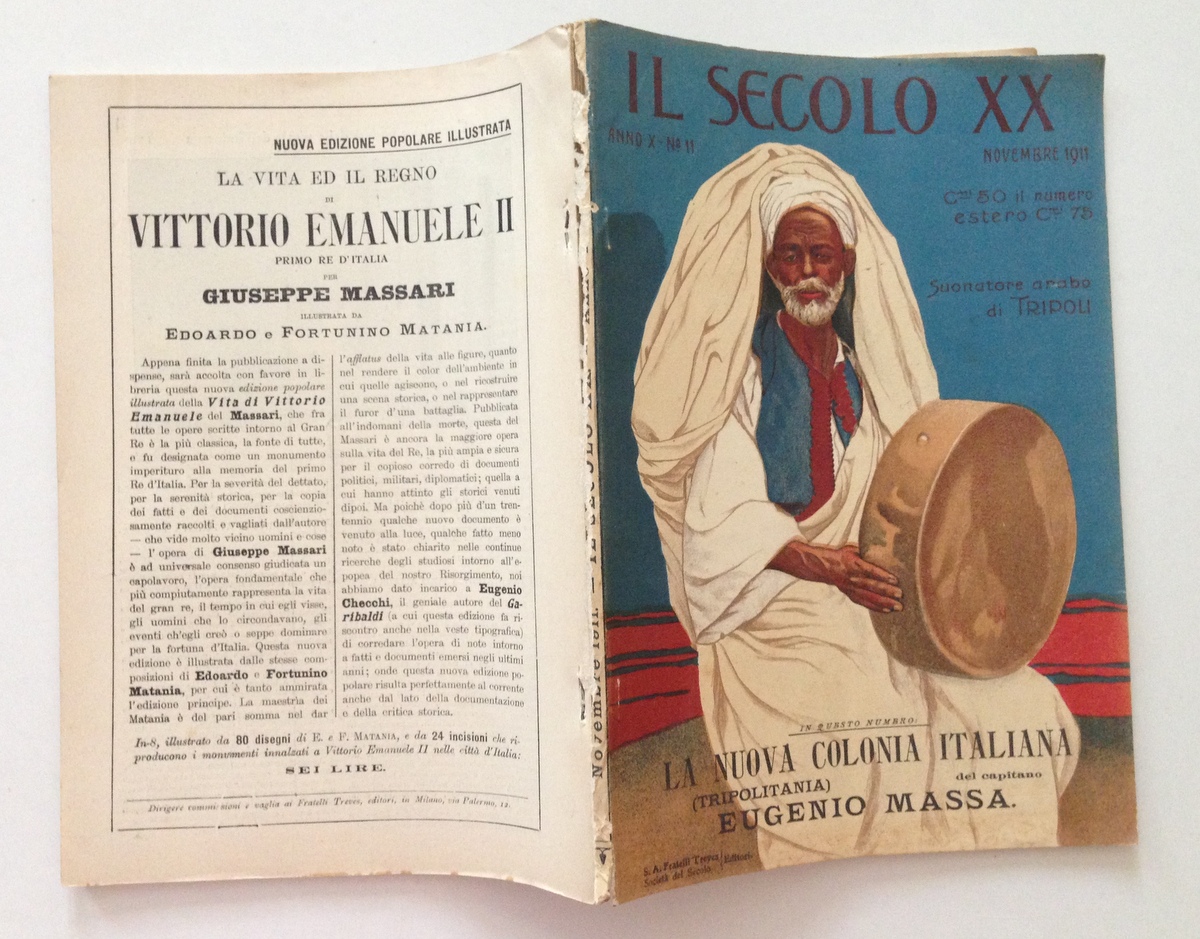 NUOVA EDIZIONE POPOLARE ILLUSTRATA
LA VITA ED IL REGNO
DI
VITTORIO EMANUELE II
PRIMO RE D'ITALIA
PER
GIUSEPPE MASSARI
ILLUSTRATA DA
EDOARDO e FORTUNINO MATANIA.
Appena finita la pubblicazione a di-
spense, sarà accolta con favore in li-
breria questa nuova edizione popolare
illustrata della Vita di Vittorio
Emanuele del Massari, che fra
tutte le opere scritte intorno al Gran
Re è la più classica, la fonte di tutte,
e fu designata come un monumento
imperituro alla memoria del primo
Re d'Italia. Per la severità del dettato,
per la serenità storica, per la copia
dei fatti e dei documenti coscienzio-
samente raccolti e vagliati dall'autore
— che vide molto vicino uomini e cose
— l'opera di Giuseppe Massari
è ad universale consenso giudicata un
capolavoro, l'opera fondamentale che
più compiutamente rappresenta la vita
del gran re, il tempo in cui egli visse,
gli uomini che lo circondavano, gli
eventi ch'egli creò o seppe dominare
per la fortuna d'Italia. Questa nuova
edizione è illustrata dalle stesse com-
posizioni di Edoardo e Fortunino
Matania, per cui è tanto ammirata
l'edizione principe. La maestria dei
Matania è del pari somma nel dar
l'afflatus della vita alle figure, quanto
nel rendere il color dell'ambiente in
cui quelle agiscono, o nel ricostruire
una scena storica, o nel rappresentare
il furor d'una battaglia. Pubblicata
all'indomani della morte, questa del
Massari è ancora la maggiore opera
sulla vita del Re, la più ampia e sicura
per il copioso corredo di documenti
politici, militari, diplomatici; quella a
cui hanno attinto gli storici venuti
dipoi. Ma poichè dopo più d'un tren-
tennio qualche nuovo documento è
venuto alla luce, qualche fatto meno
noto è stato chiarito nelle continue
ricerche degli studiosi intorno all'e-
popea del nostro Risorgimento, noi
abbiamo dato incarico a Eugenio
Checchi, il geniale autore del Ga-
ribaldi (a cui questa edizione fa ri-
scontro anche nella veste tipografica)
di corredare l'opera di note intorno
a fatti e documenti emersi negli ultimi
anni; onde questa nuova edizione po-
polare risulta perfettamente al corrente
anche dal lato della documentazione
e della critica storica.
In-8, illustrato da 80 disegni di E. e F. MATANIA, e da 24 incisioni che ri-
producono i monumenti innalzati a Vittorio Emanuele II nelle città d'Italia:
SEI LIRE.
Dirigere commissioni e vaglia ai Fratelli Treves, editori, in Milano, via Palermo, 12.
Novembre 1911. — IL SECOLO
IL SECOLO XX
ANNO X - No 11
NOVEMBRE 1911
Cmi 50 il numero
estero Cmi 75
Suonatore arabo
di TRIPOLI
IN QUESTO NUMERO:
LA NUOVA COLONIA ITALIANA
(TRIPOLITANIA)
del capitano
EUGENIO MASSA.
S. A. Fratelli Treves
Società del Secolo
Editori